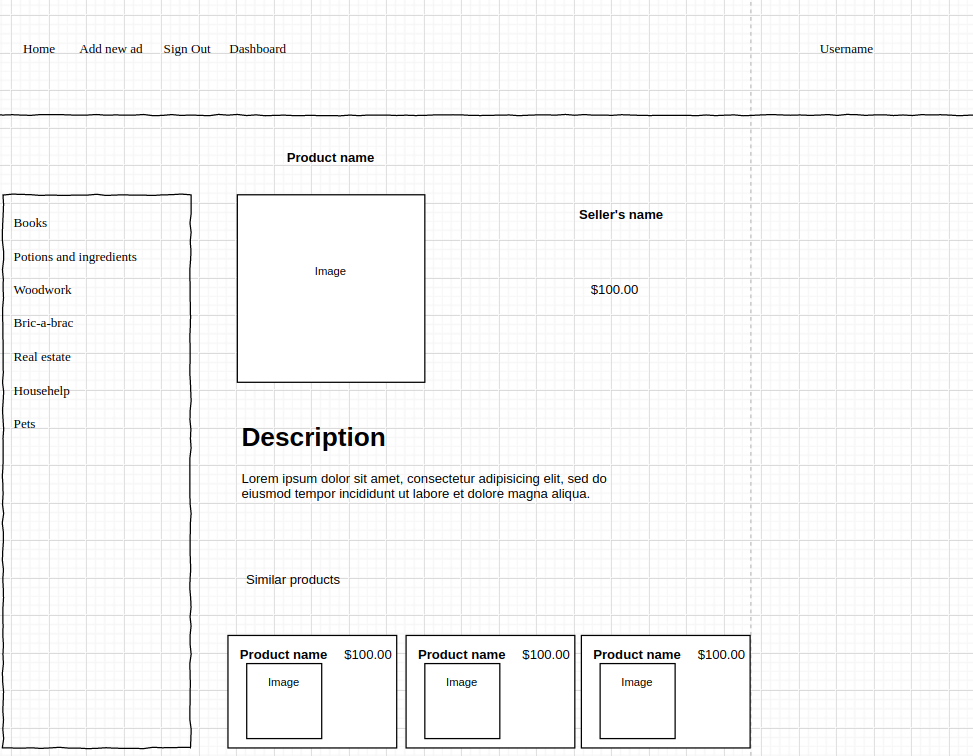 Home Add new ad Sign Out Dashboard Username
Product name
Books
Potions and ingredients
Woodwork
Bric-a-brac
Real estate
Househelp
Pets
Image
Seller's name
$100.00
Description
Lorem ipsum dolor sit amet, consectetur adipisicing elit, sed do
eiusmod tempor incididunt ut labore et dolore magna aliqua.
Similar products
Product name $100.00
Image
Product name $100.00
Image
Product name $100.00
Image